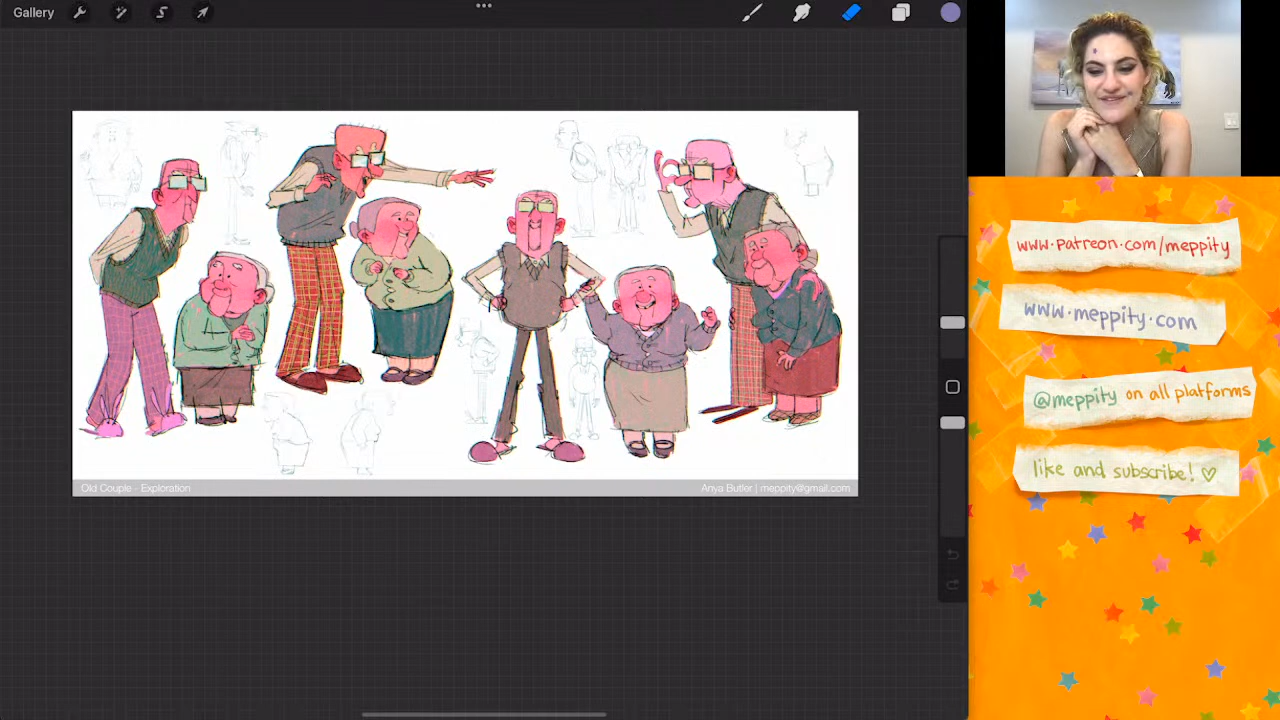 Gallery
Old Couple - Exploration
Anya Butler | meppity@gmail.com
www.patreon.com/meppity
www.meppity.com
@meppity on all platforms
like and subscribe! ♡